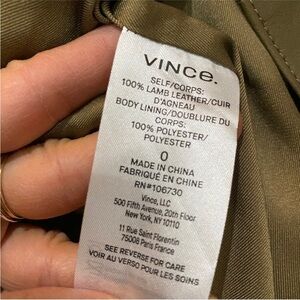 VINCE.
SELF/CORPS:
100% LAMB LEATHER/CUIR
D'AGNEAU
BODY LINING/DOUBLURE DU
CORPS:
100% POLYESTER/
POLYESTER
0
MADE IN CHINA
FABRIQUÉ EN CHINE
RN#106730
Vince, LLC
500 Fifth Avenue, 20th Floor
New York, NY 10110
11 Rue Saint Florentin
75008 Paris France
SEE REVERSE FOR CARE
VOIR AU VERSO POUR LES SOINS